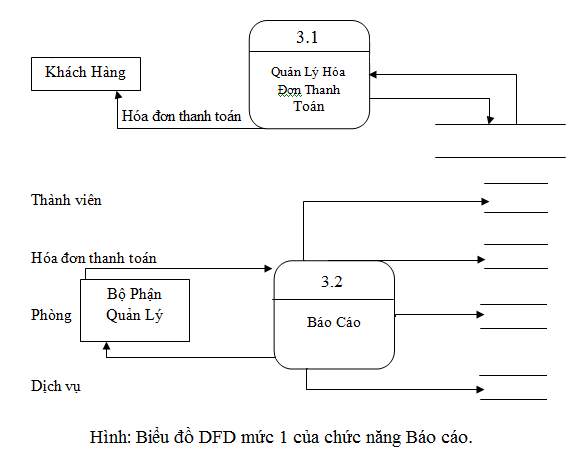 3.1
Khách Hàng
Quản Lý Hóa
Đơn Thanh
Toán
Hóa đơn thanh toán
Thành viên
Hóa đơn thanh toán
3.2
Bộ Phận
Quản Lý
Phòng
Báo Cáo
Dịch vụ
Hình: Biểu đồ DFD mức 1 của chức năng Báo cáo.